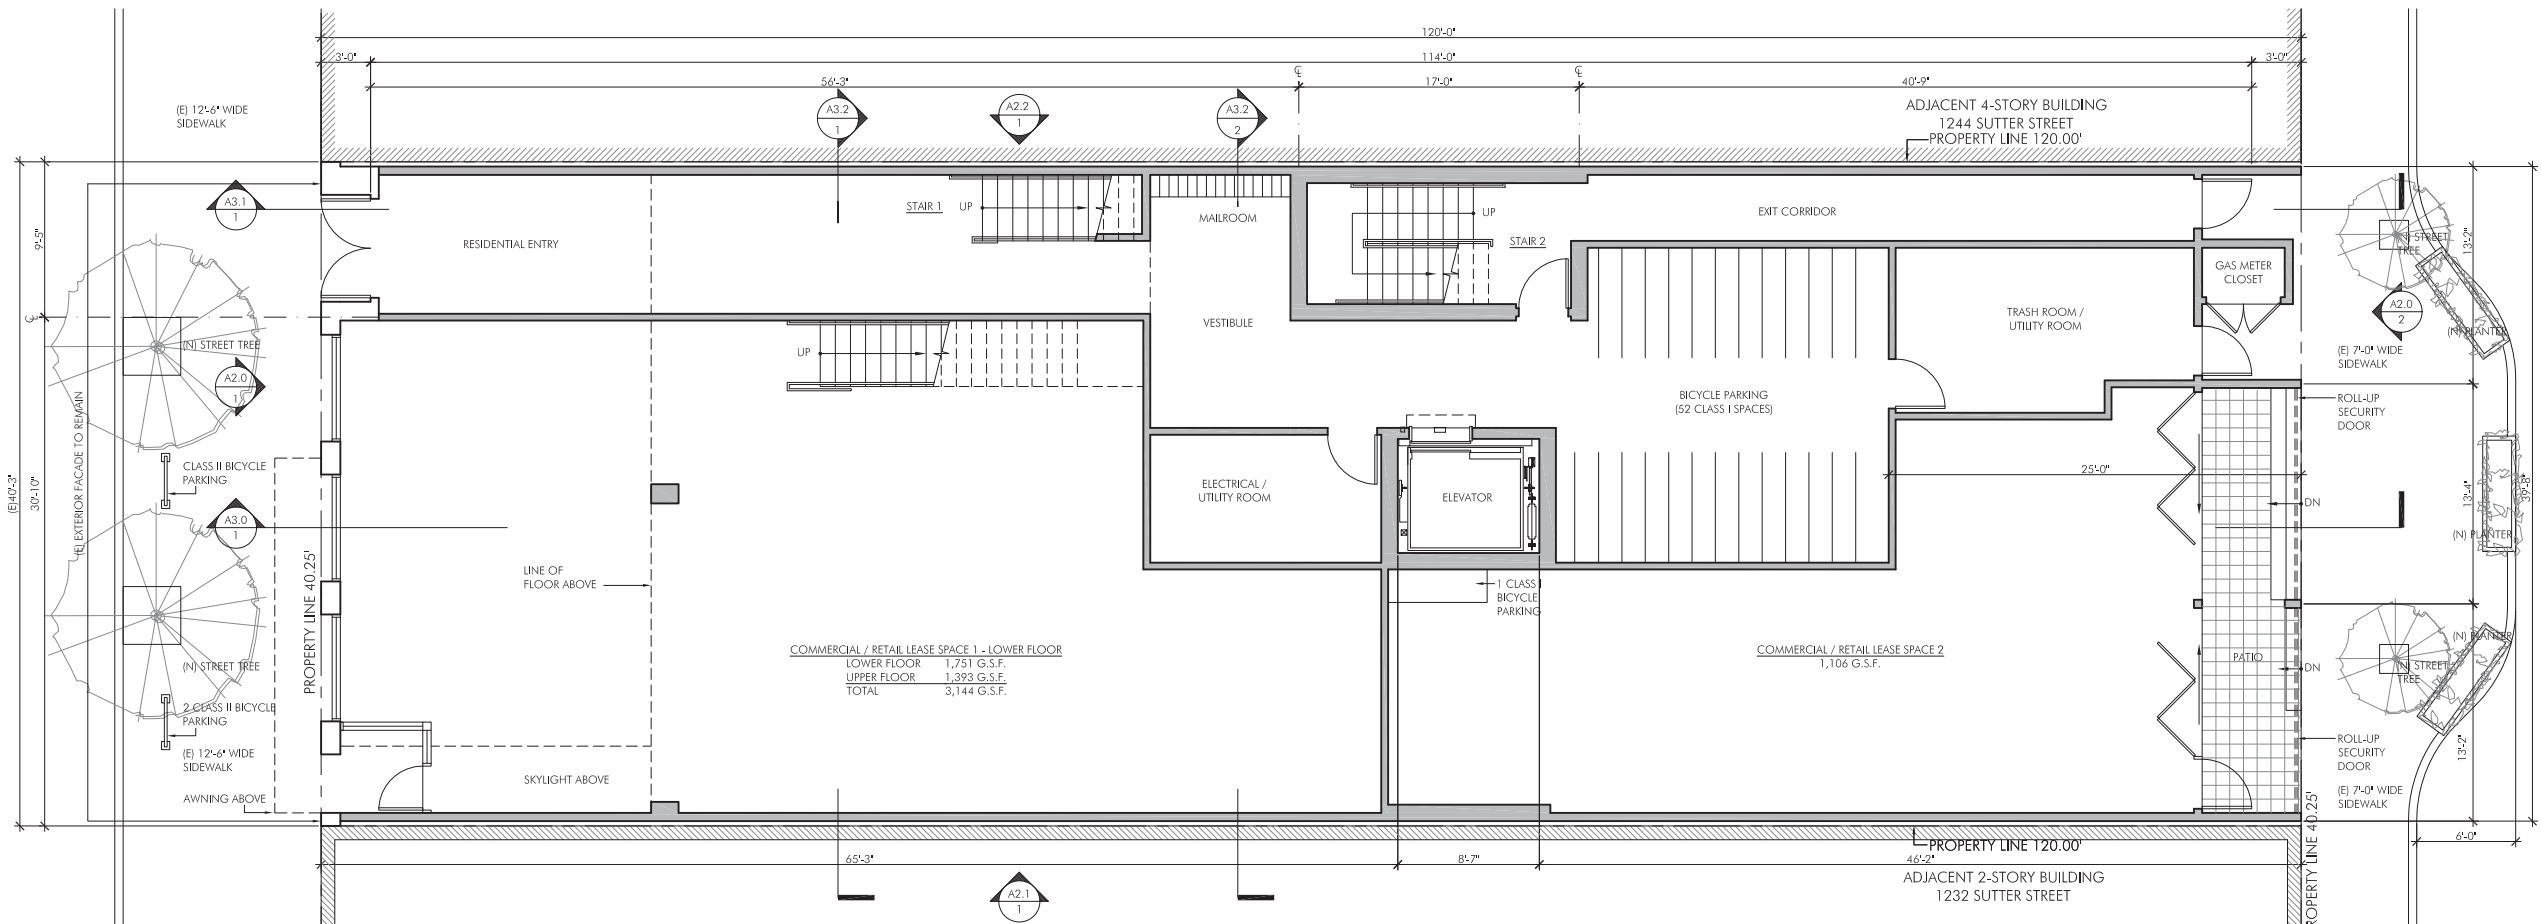 120'-0"
3'-0"
114'-0"
3'-0"
56'-3"
17'-0"
40'-9"
(E) 12'-6" WIDE
SIDEWALK
A3.2
1
A2.2
1
A3.2
2
ADJACENT 4-STORY BUILDING
1244 SUTTER STREET
PROPERTY LINE 120.00'
A3.1
1
STAIR 1
UP
MAILROOM
UP
STAIR 2
EXIT CORRIDOR
RESIDENTIAL ENTRY
9'-5"
13'-2"
(N) STREET
TREE
GAS METER
CLOSET
A2.0
2
VESTIBULE
TRASH ROOM /
UTILITY ROOM
(N) PLANTER
(N) STREET TREE
UP
(E) 7'-0" WIDE
SIDEWALK
A2.0
1
BICYCLE PARKING
(52 CLASS I SPACES)
ROLL-UP
SECURITY
DOOR
(E) EXTERIOR FACADE TO REMAIN
CLASS II BICYCLE
PARKING
25'-0"
(E)40'-3"
30'-10"
ELECTRICAL /
UTILITY ROOM
ELEVATOR
DN
13'-4"
39'-8"
A3.0
1
(N) PLANTER
LINE OF
FLOOR ABOVE
1 CLASS I
BICYCLE
PARKING
PROPERTY LINE 40.25'
COMMERCIAL / RETAIL LEASE SPACE 1 - LOWER FLOOR
LOWER FLOOR 1,751 G.S.F.
UPPER FLOOR 1,393 G.S.F.
TOTAL 3,144 G.S.F.
COMMERCIAL / RETAIL LEASE SPACE 2
1,106 G.S.F.
PATIO
DN
(N) PLANTER
(N) STREET
TREE
(N) STREET TREE
2 CLASS II BICYCLE
PARKING
(E) 12'-6" WIDE
SIDEWALK
SKYLIGHT ABOVE
AWNING ABOVE
ROLL-UP
SECURITY
DOOR
13'-2"
(E) 7'-0" WIDE
SIDEWALK
6'-0"
PROPERTY LINE 40.25'
PROPERTY LINE 120.00'
65'-3"
8'-7"
46'-2"
ADJACENT 2-STORY BUILDING
1232 SUTTER STREET
A2.1
1